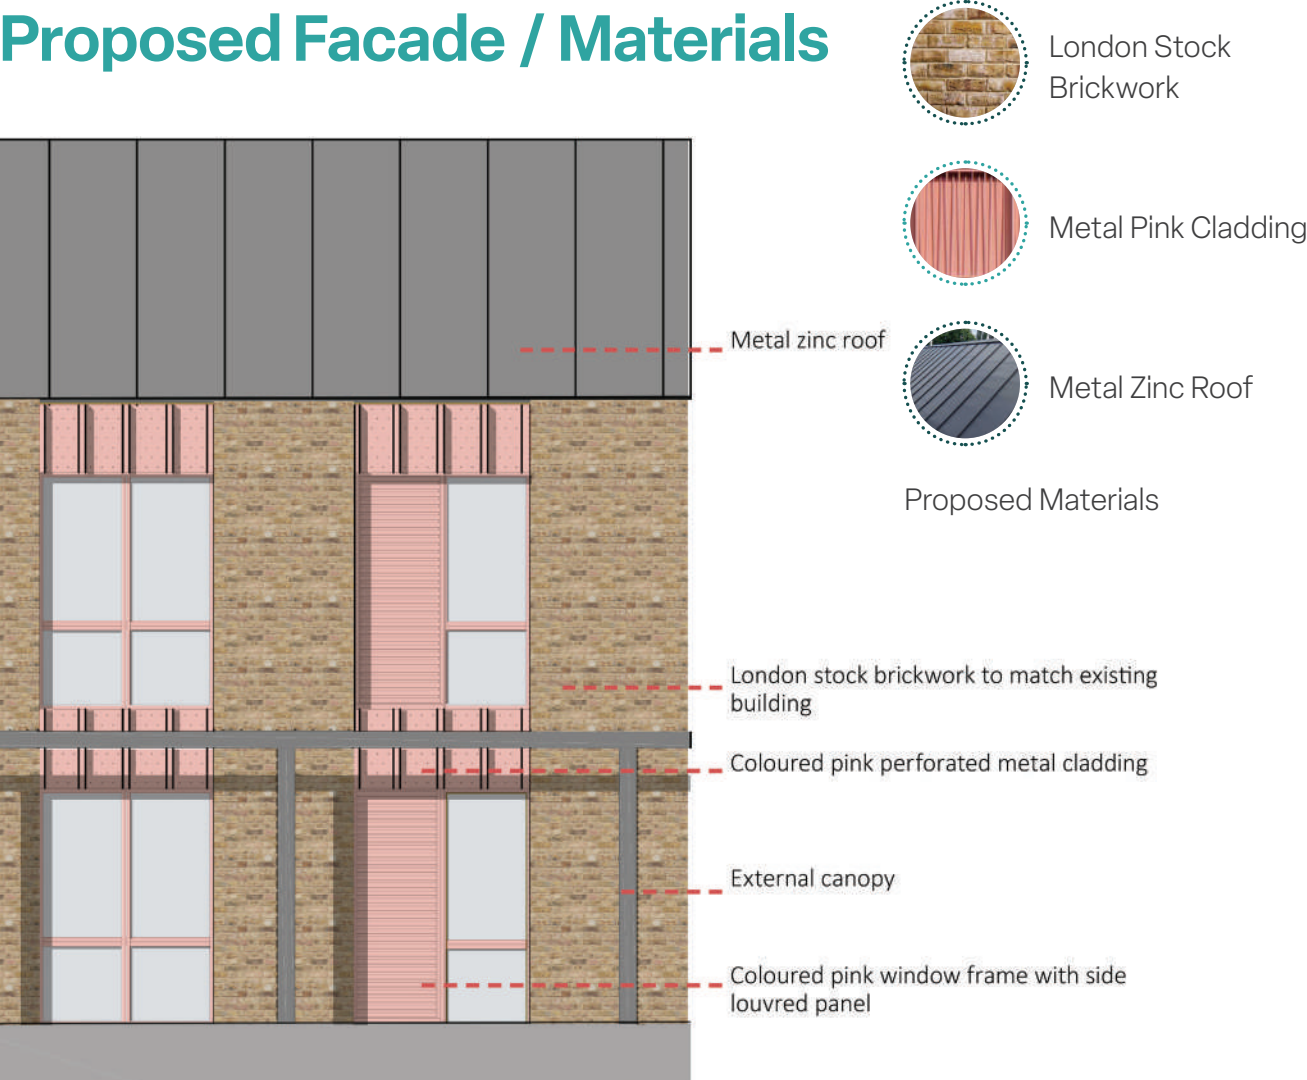 Proposed Facade / Materials
London Stock
Brickwork
Metal Pink Cladding
Metal zinc roof
Metal Zinc Roof
Proposed Materials
London stock brickwork to match existing
building
Coloured pink perforated metal cladding
External canopy
Coloured pink window frame with side
louvred panel